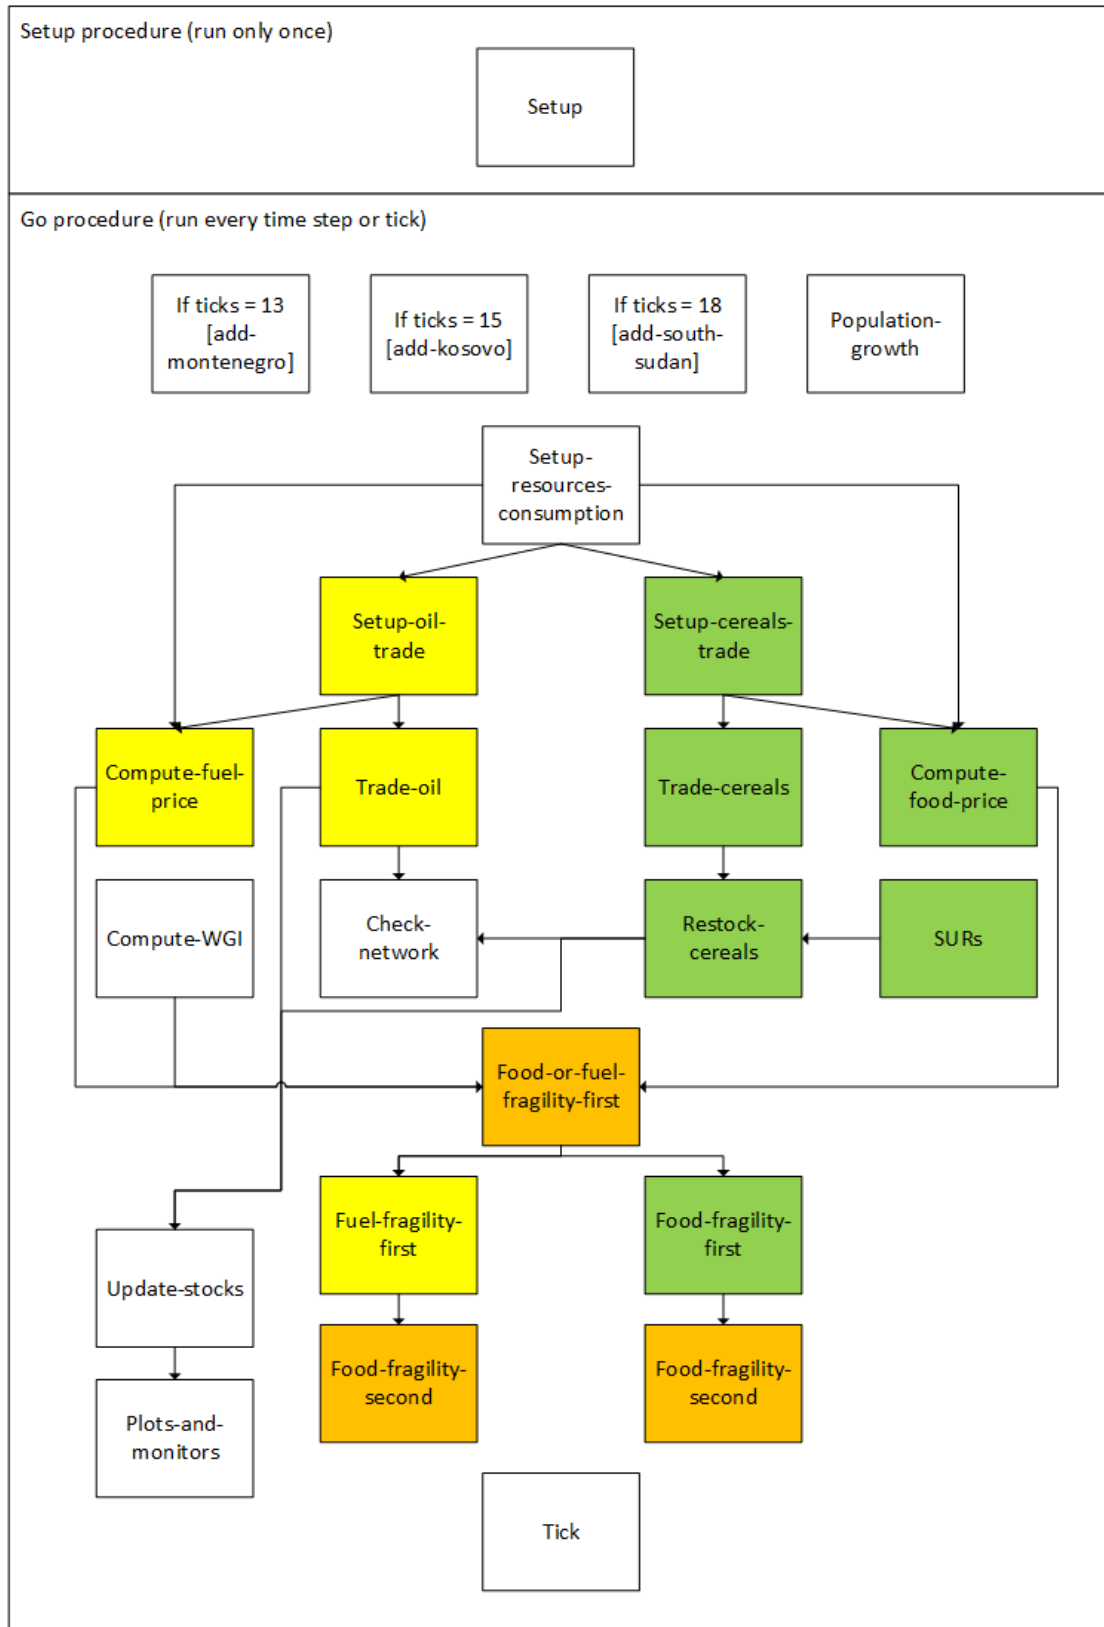 Setup procedure (run only once)
Setup
Go procedure (run every time step or tick)
If ticks = 13
[add-
montenegro]
If ticks = 15
[add-kosovo]
If ticks = 18
[add-south-
sudan]
Population-
growth
Setup-
resources-
consumption
Setup-oil-
trade
Setup-cereals-
trade
Compute-fuel-
price
Trade-oil
Trade-cereals
Compute-
food-price
Compute-WGI
Check-
network
Restock-
cereals
SURs
Food-or-fuel-
fragility-first
Fuel-fragility-
first
Food-fragility-
first
Update-stocks
Food-fragility-
second
Food-fragility-
second
Plots-and-
monitors
Tick